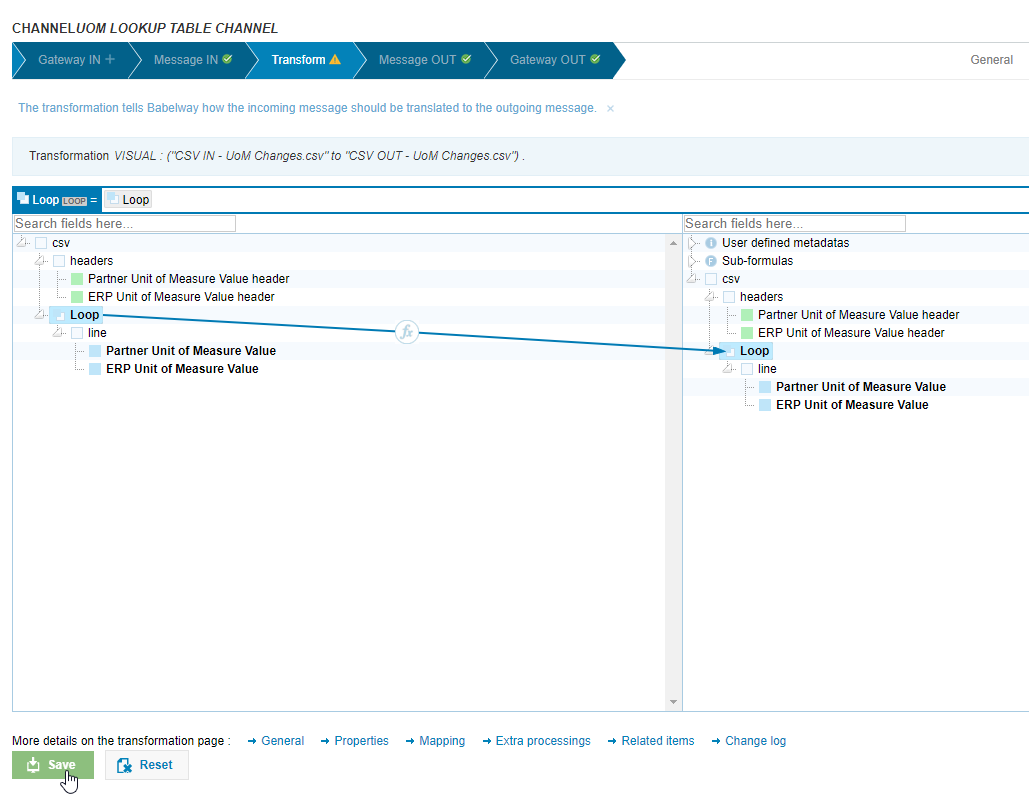 CHANNELUOM LOOKUP TABLE CHANNEL
Gateway IN Message IN Transform Message OUT Gateway OUT General
The transformation tells Babelway how the incoming message should be translated to the outgoing message. ×
Transformation VISUAL : ("CSV IN - UoM Changes.csv" to "CSV OUT - UoM Changes.csv") .
Loop LOOP = Loop
Search fields here...
csv
headers
Partner Unit of Measure Value header
ERP Unit of Measure Value header
Loop
line
Partner Unit of Measure Value
ERP Unit of Measure Value
fx
Search fields here...
i User defined metadatas
F Sub-formulas
csv
headers
Partner Unit of Measure Value header
ERP Unit of Measure Value header
Loop
line
Partner Unit of Measure Value
ERP Unit of Measure Value
More details on the transformation page : → General → Properties → Mapping → Extra processings → Related items → Change log
Save Reset